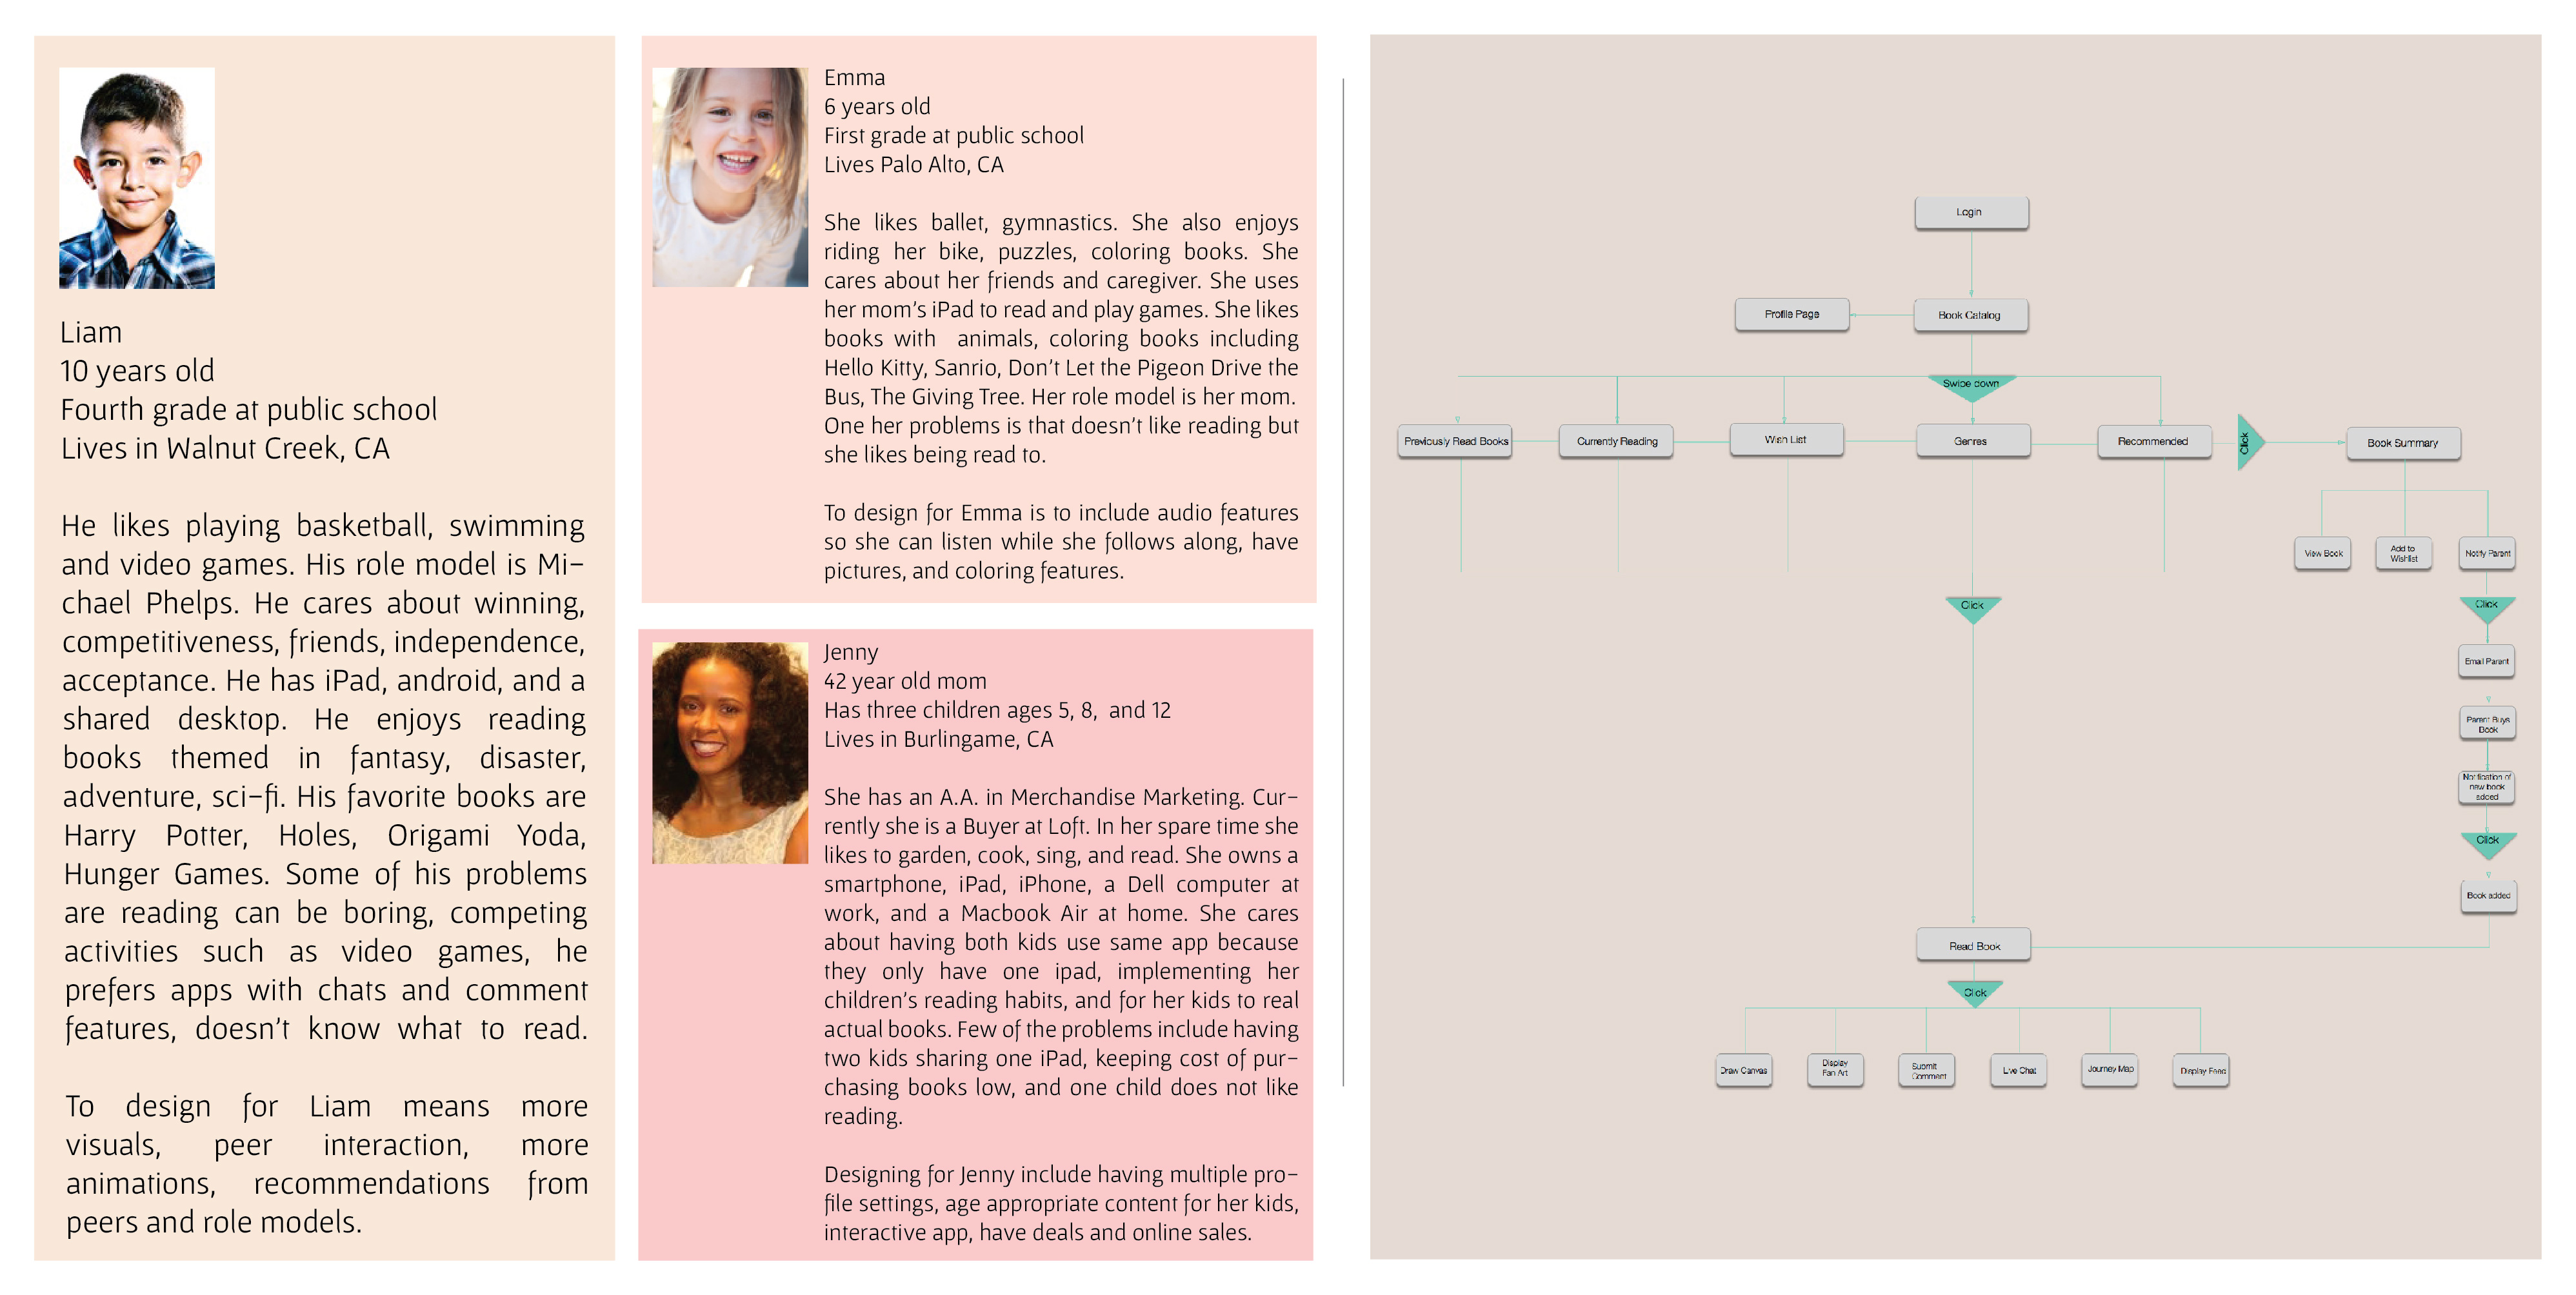 Liam
10 years old
Fourth grade at public school
Lives in Walnut Creek, CA
He likes playing basketball, swimming
and video games. His role model is Mi–
chael Phelps. He cares about winning,
competitiveness, friends, independence,
acceptance. He has iPad, android, and a
shared desktop. He enjoys reading
books themed in fantasy, disaster,
adventure, sci–fi. His favorite books are
Harry Potter, Holes, Origami Yoda,
Hunger Games. Some of his problems
are reading can be boring, competing
activities such as video games, he
prefers apps with chats and comment
features, doesn't know what to read.
To design for Liam means more
visuals, peer interaction, more
animations, recommendations from
peers and role models.
Emma
6 years old
First grade at public school
Lives Palo Alto, CA
She likes ballet, gymnastics. She also enjoys
riding her bike, puzzles, coloring books. She
cares about her friends and caregiver. She uses
her mom's iPad to read and play games. She likes
books with animals, coloring books including
Hello Kitty, Sanrio, Don't Let the Pigeon Drive the
Bus, The Giving Tree. Her role model is her mom.
One her problems is that doesn't like reading but
she likes being read to.
To design for Emma is to include audio features
so she can listen while she follows along, have
pictures, and coloring features.
Jenny
42 year old mom
Has three children ages 5, 8, and 12
Lives in Burlingame, CA
She has an A.A. in Merchandise Marketing. Cur–
rently she is a Buyer at Loft. In her spare time she
likes to garden, cook, sing, and read. She owns a
smartphone, iPad, iPhone, a Dell computer at
work, and a Macbook Air at home. She cares
about having both kids use same app because
they only have one ipad, implementing her
children's reading habits, and for her kids to real
actual books. Few of the problems include having
two kids sharing one iPad, keeping cost of pur–
chasing books low, and one child does not like
reading.
Designing for Jenny include having multiple pro–
file settings, age appropriate content for her kids,
interactive app, have deals and online sales.
Login
Profile Page
Book Catalog
Swipe down
Previously Read Books
Currently Reading
Wish List
Genres
Recommended
Click
Book Summary
View Book
Add to
Wishlist
Notify Parent
Click
Click
Email Parent
Parent Buys
Book
Notification of
new book
added
Click
Book added
Read Book
Click
Draw Canvas
Display
Fan Art
Submit
Comment
Live Chat
Journey Map
Display Feed